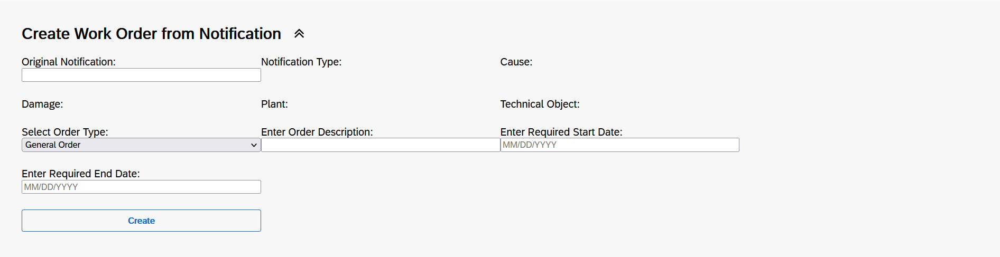 Create Work Order from Notification
Original Notification: Notification Type: Cause:
Damage: Plant: Technical Object:
Select Order Type: Enter Order Description: Enter Required Start Date:
General Order MM/DD/YYYY
Enter Required End Date:
MM/DD/YYYY
Create